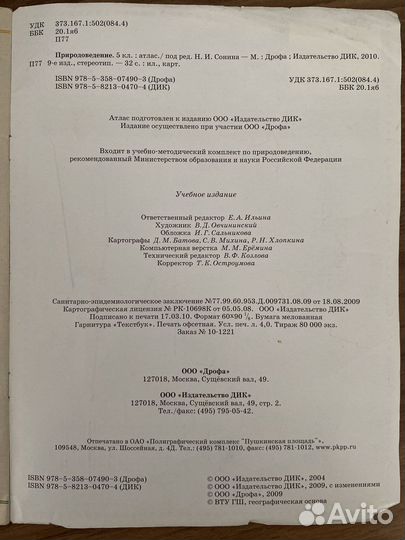 УДК 373.167.1:502(084.4)
ББК 20.1я6
П77
Природоведение. 5 кл. : атлас./ под ред. Н. И. Сонина — М. : Дрофа ; Издательство ДИК, 2010.
П77 9-е изд., стереотип. — 32 с. : ил., карт.
ISBN 978-5-358-07490-3 (Дрофа)
ISBN 978-5-8213-0470-4 (ДИК)
УДК 373.167.1:502(084.4)
ББК 20.1я6
Атлас подготовлен к изданию ООО «Издательство ДИК»
Издание осуществлено при участии ООО «Дрофа»
Входит в учебно-методический комплект по природоведению,
рекомендованный Министерством образования и науки Российской Федерации
Учебное издание
Ответственный редактор Е.А. Ильина
Художник В.Д. Овчининский
Обложка И.Г. Сальникова
Картографы Д.М. Батова, С.В. Михина, Р.Н. Хлопкина
Компьютерная верстка М.М. Ерёмина
Технический редактор В.Ф. Козлова
Корректор Т.К. Остроумова
Санитарно-эпидемиологическое заключение №77.99.60.953.Д.009731.08.09 от 18.08.2009
Картографическая лицензия № РК-10698К от 05.05.08. ООО «Издательство ДИК»
Подписано к печати 17.03.10. Формат 60×90 1/8. Бумага мелованная
Гарнитура «Текстбук». Печать офсетная. Усл. печ. л. 4,0. Тираж 80 000 экз.
Заказ № 10-1221
ООО «Дрофа»
127018, Москва, Сущёвский вал, 49.
ООО «Издательство ДИК»
127018, Москва, Сущёвский вал, 49, стр. 2.
Тел./факс: (495) 795-05-42.
Отпечатано в ОАО «Полиграфический комплекс "Пушкинская площадь"»,
109548, Москва, ул. Шоссейная, д. 4Д. Тел.: (495) 781-1010, факс: (495) 781-1012, www.pkpp.ru
ISBN 978-5-358-07490-3 (Дрофа)
ISBN 978-5-8213-0470-4 (ДИК)
© ООО «Издательство ДИК», 2004
© ООО «Издательство ДИК», 2009, с изменениями
© ООО «Дрофа», 2009
© ВТУ ГШ, географическая основа
Avito